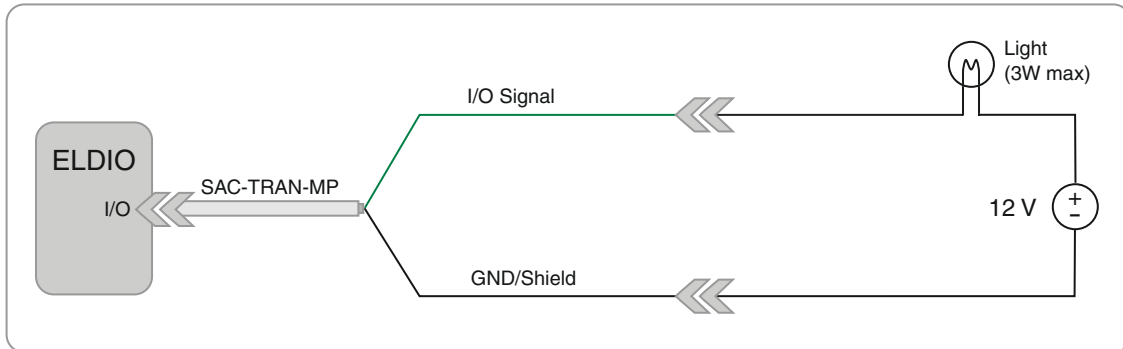 Light
(3W max)
I/O Signal
ELDIO
SAC-TRAN-MP
I/O
12 V
+
-
GND/Shield